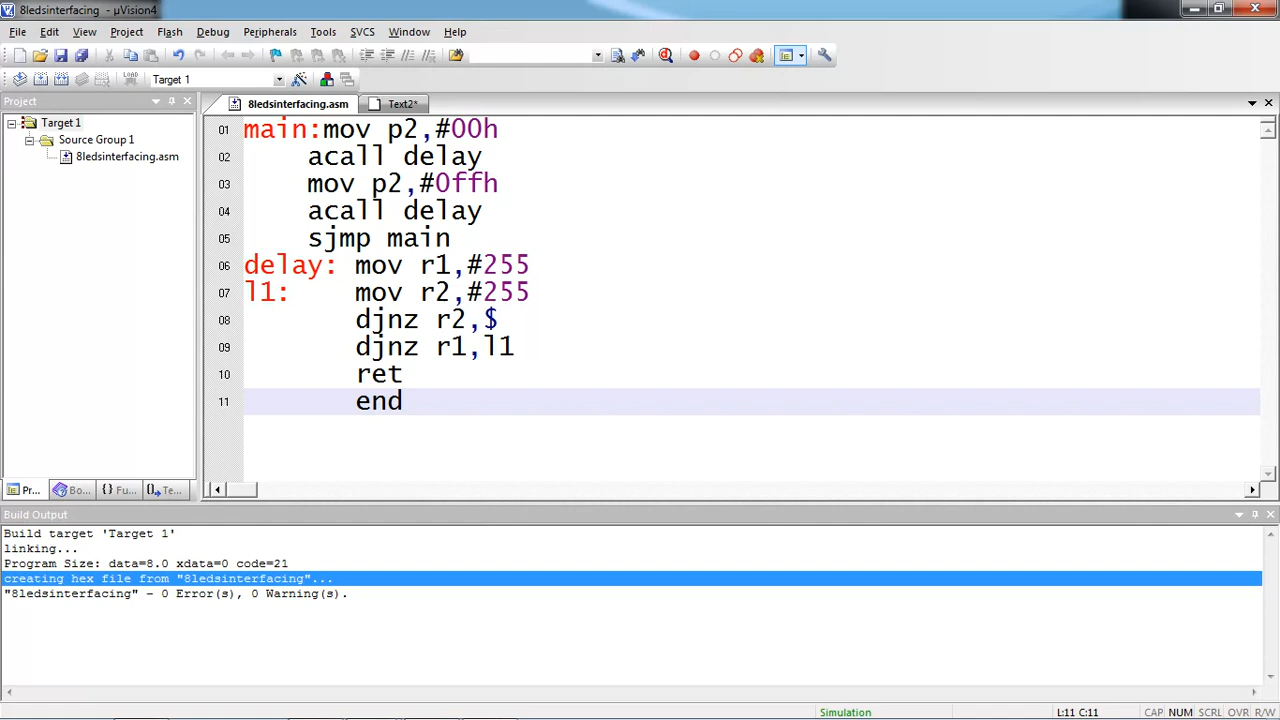 8ledsinterfacing - µVision4
File Edit View Project Flash Debug Peripherals Tools SVCS Window Help
LOAD Target 1
Project
8ledsinterfacing.asm Text2*
Target 1
Source Group 1
8ledsinterfacing.asm
01 main:mov p2,#00h
02 acall delay
03 mov p2,#0ffh
04 acall delay
05 sjmp main
06 delay: mov r1,#255
07 l1: mov r2,#255
08 djnz r2,$
09 djnz r1,l1
10 ret
11 end
Pr... Bo... {} Fu... Te...
Build Output
Build target 'Target 1'
linking...
Program Size: data=8.0 xdata=0 code=21
creating hex file from "8ledsinterfacing"...
"8ledsinterfacing" - 0 Error(s), 0 Warning(s).
Simulation L:11 C:11 CAP NUM SCRL OVR R/W